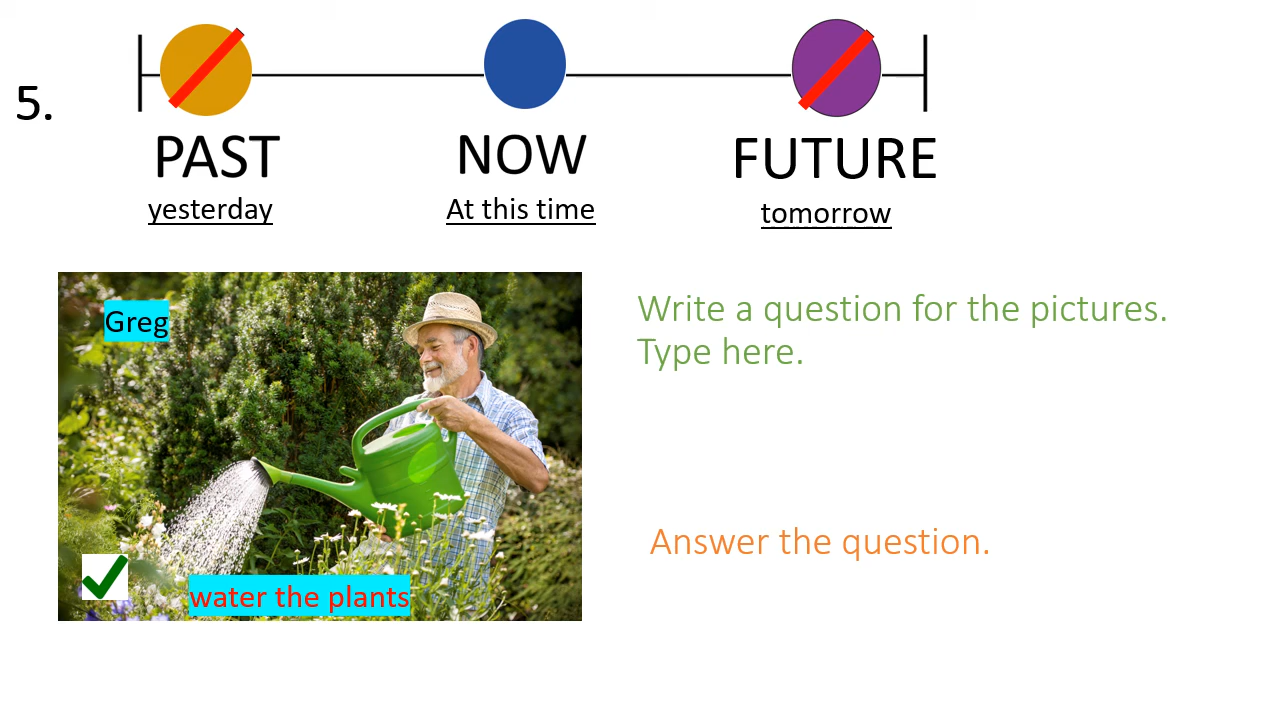 5.
PAST
NOW
FUTURE
yesterday
At this time
tomorrow
Greg
water the plants
Write a question for the pictures.
Type here.
Answer the question.